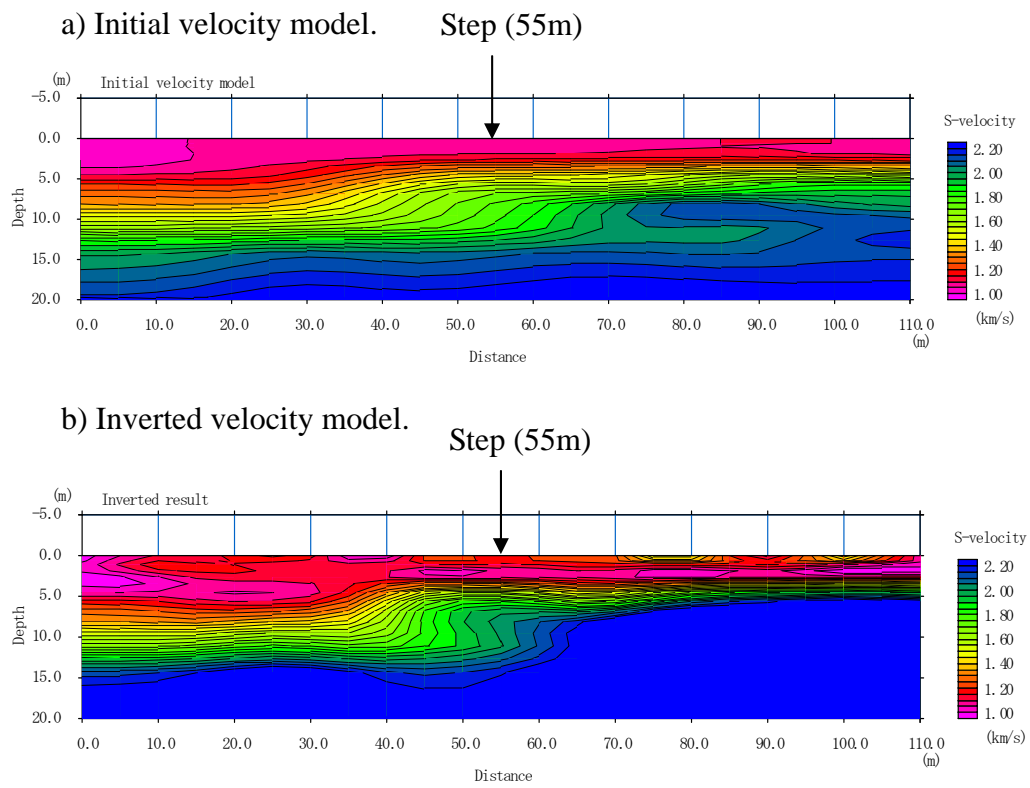 a) Initial velocity model. Step (55m)
(m) Initial velocity model
-5.0
0.0
5.0
10.0
15.0
20.0
Depth
0.0 10.0 20.0 30.0 40.0 50.0 60.0 70.0 80.0 90.0 100.0 110.0
(m)
Distance
S-velocity
2.20
2.00
1.80
1.60
1.40
1.20
1.00
(km/s)
b) Inverted velocity model.
Step (55m)
(m) Inverted result
-5.0
0.0
5.0
10.0
15.0
20.0
Depth
0.0 10.0 20.0 30.0 40.0 50.0 60.0 70.0 80.0 90.0 100.0 110.0
(m)
Distance
S-velocity
2.20
2.00
1.80
1.60
1.40
1.20
1.00
(km/s)